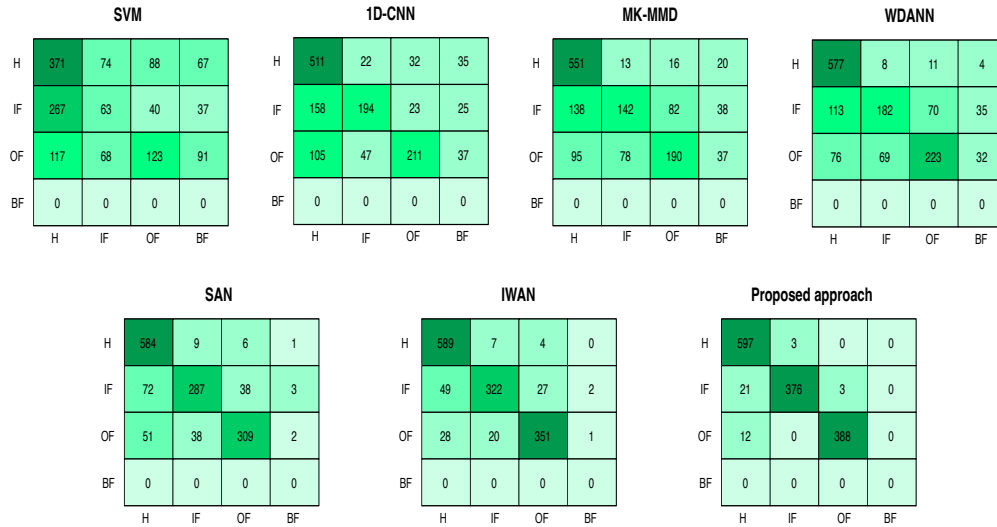 SVM 1D-CNN MK-MMD WDANN
H 371 74 88 67 H 511 22 32 35 H 551 13 16 20 H 577 8 11 4
IF 267 63 40 37 IF 158 194 23 25 IF 138 142 82 38 IF 113 182 70 35
OF 117 68 123 91 OF 105 47 211 37 OF 95 78 190 37 OF 76 69 223 32
BF 0 0 0 0 BF 0 0 0 0 BF 0 0 0 0 BF 0 0 0 0
H IF OF BF H IF OF BF H IF OF BF H IF OF BF
SAN IWAN Proposed approach
H 584 9 6 1 H 589 7 4 0 H 597 3 0 0
IF 72 287 38 3 IF 49 322 27 2 IF 21 376 3 0
OF 51 38 309 2 OF 28 20 351 1 OF 12 0 388 0
BF 0 0 0 0 BF 0 0 0 0 BF 0 0 0 0
H IF OF BF H IF OF BF H IF OF BF